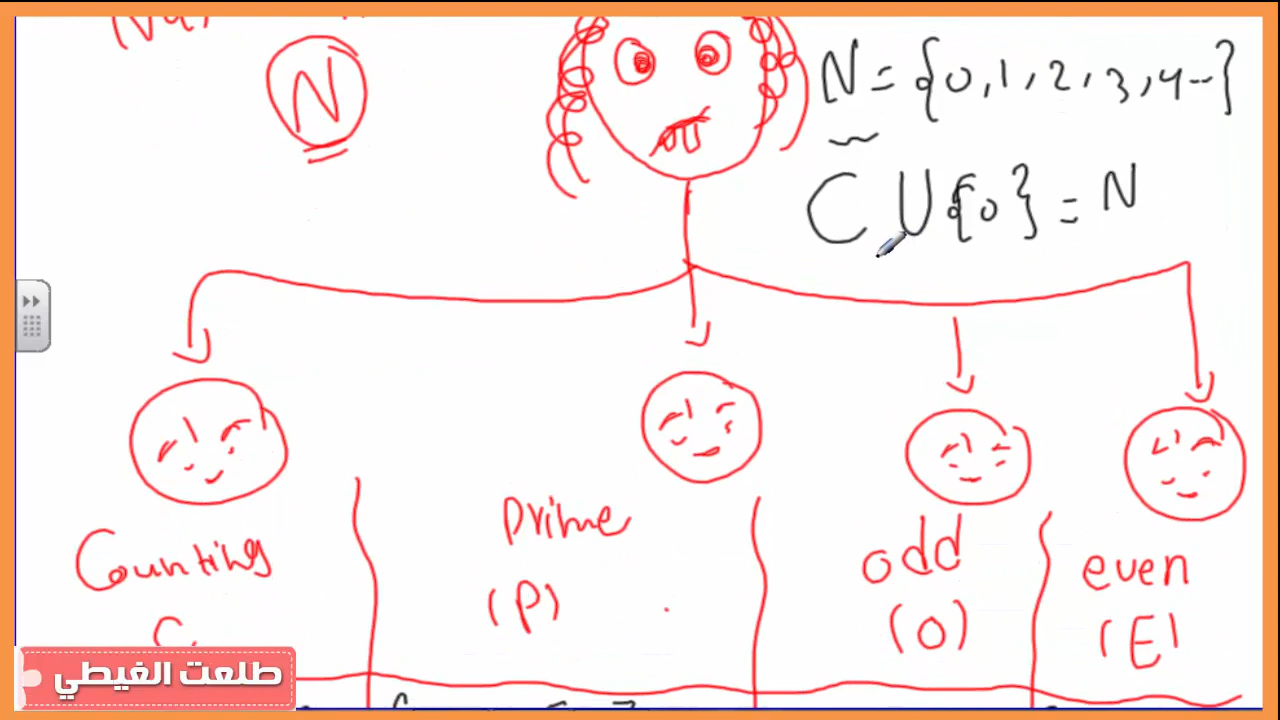 N
N = {0, 1, 2, 3, 4 --}
C U {0} = N
Counting
C
prime
(P)
odd
(O)
even
(E)
طلعت الغيطي